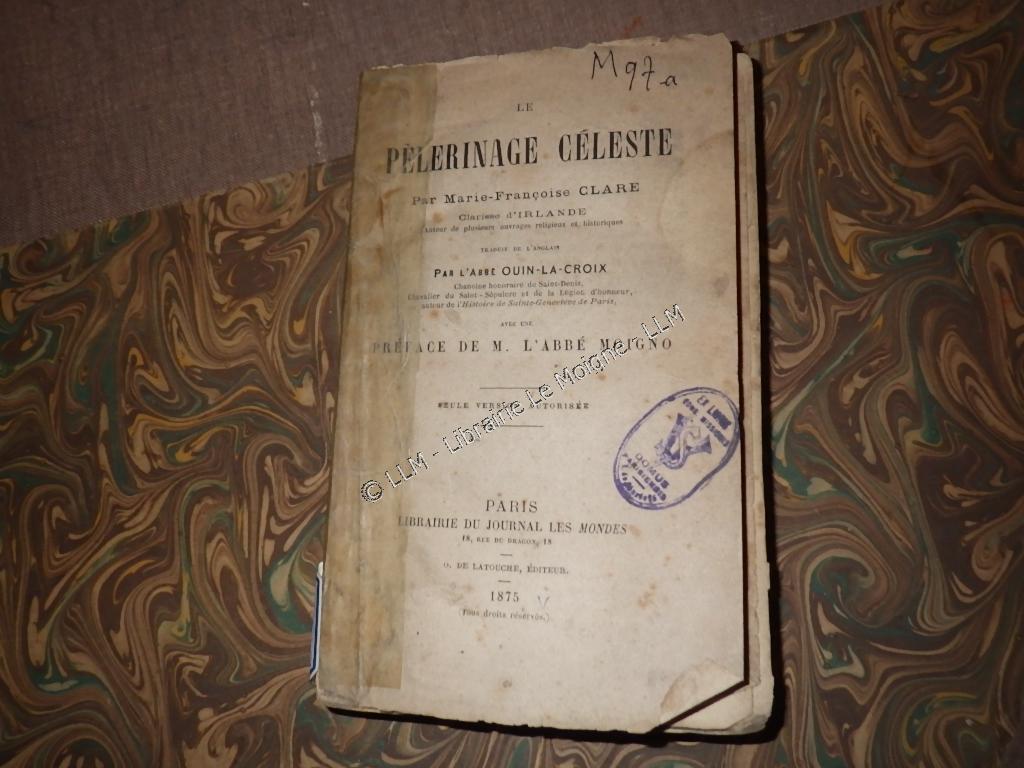 M 97 a
LE
PÈLERINAGE CÉLESTE
Par Marie-Françoise CLARE
Clarisse d'IRLANDE
Auteur de plusieurs ouvrages religieux et historiques
TRADUIT DE L'ANGLAIS
PAR L'ABBÉ OUIN-LA-CROIX
Chanoine honoraire de Saint-Denis,
Chevalier du Saint-Sépulcre et de la Légion d'honneur,
auteur de l'Histoire de Sainte-Geneviève de Paris,
AVEC UNE
PRÉFACE DE M. L'ABBÉ MOIGNO
SEULE VERSION AUTORISÉE
© LLM - Librairie Le Moigne - LLM
DOMUS
PARISIENSIS
PARIS
LIBRAIRIE DU JOURNAL LES MONDES
18, RUE DU DRAGON, 18
O. DE LATOUCHE, ÉDITEUR.
1875
(Tous droits réservés.)